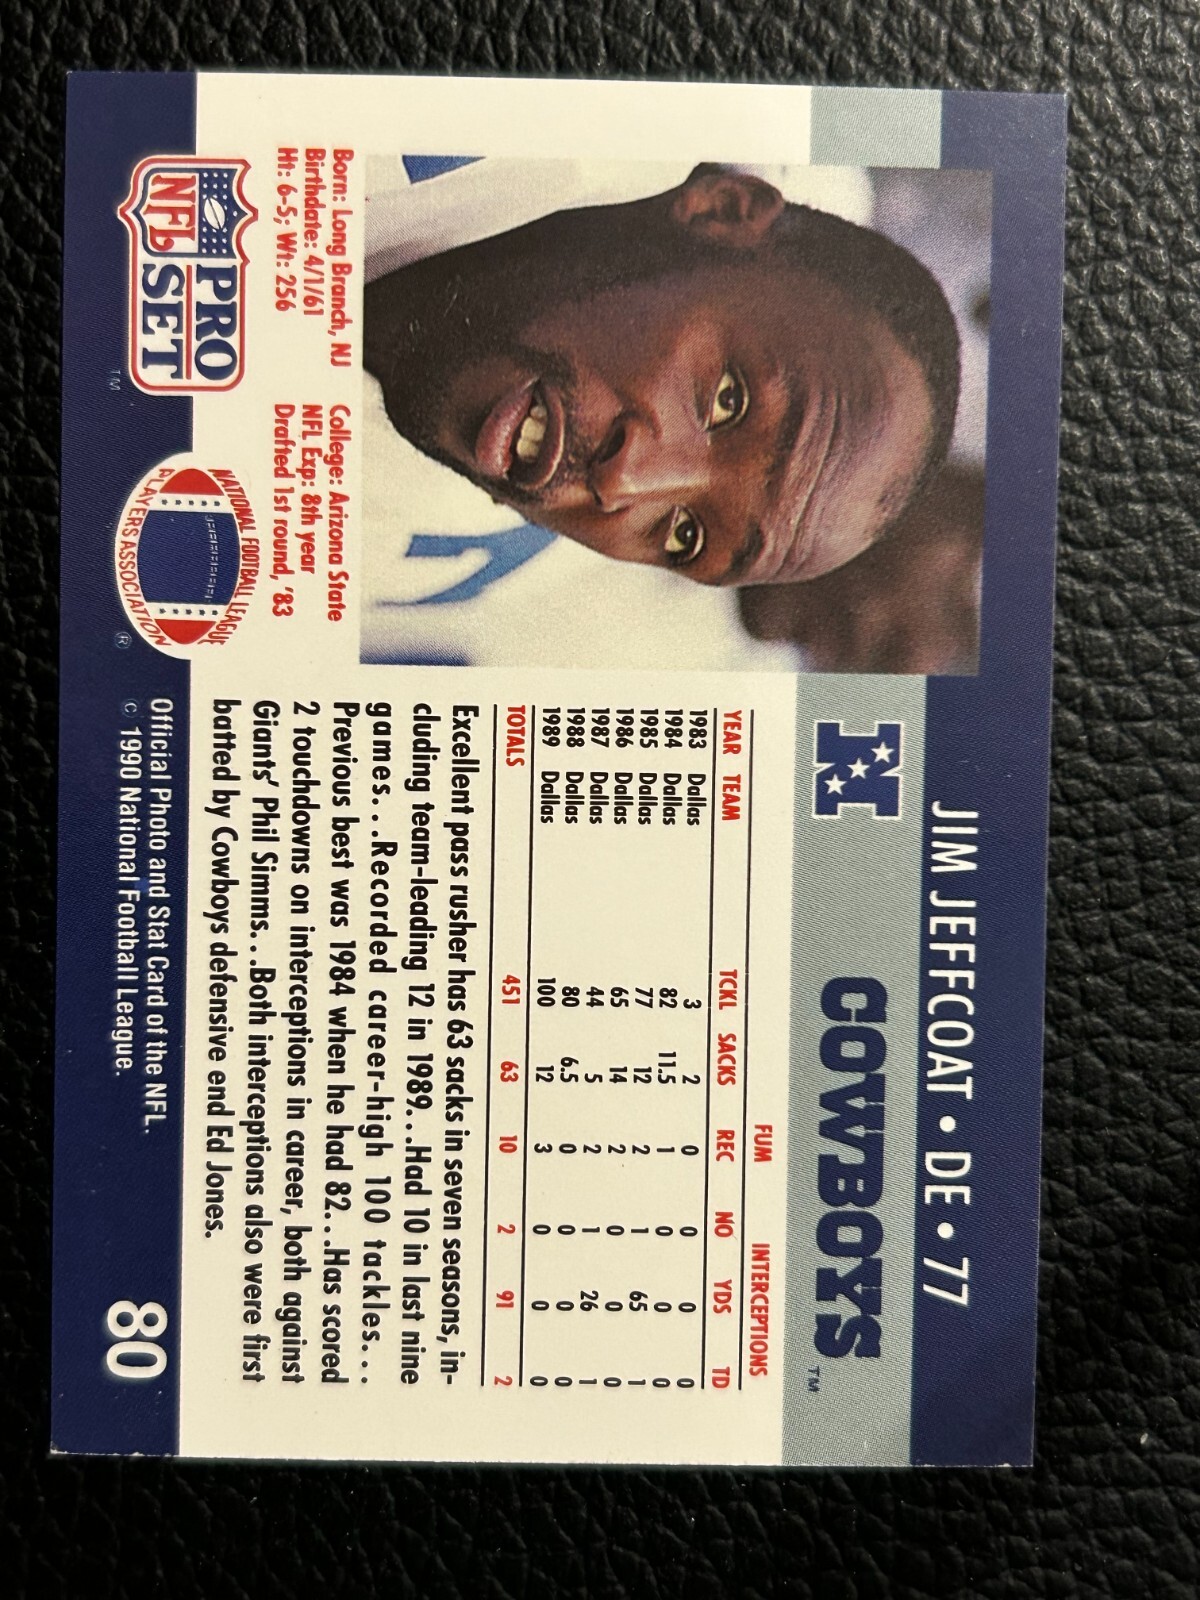 JIM JEFFCOAT • DE • 77
N COWBOYS™
FUM INTERCEPTIONS
YEAR TEAM TCKL SACKS REC NO YDS TD
1983 Dallas 3 2 0 0 0 0
1984 Dallas 82 11.5 1 0 0 0
1985 Dallas 77 12 2 1 65 1
1986 Dallas 65 14 2 0 0 0
1987 Dallas 44 5 2 1 26 1
1988 Dallas 80 6.5 0 0 0 0
1989 Dallas 100 12 3 0 0 0
TOTALS 451 63 10 2 91 2
Excellent pass rusher has 63 sacks in seven seasons, in-
cluding team-leading 12 in 1989...Had 10 in last nine
games...Recorded career-high 100 tackles...
Previous best was 1984 when he had 82...Has scored
2 touchdowns on interceptions in career, both against
Giants' Phil Simms...Both interceptions also were first
batted by Cowboys defensive end Ed Jones.
Born: Long Branch, NJ College: Arizona State
Birthdate: 4/1/61 NFL Exp: 8th year
Ht: 6-5; Wt: 256 Drafted 1st round, '83
PRO
NFL SET™
NATIONAL FOOTBALL LEAGUE
PLAYERS ASSOCIATION®
Official Photo and Stat Card of the NFL.
© 1990 National Football League.
80